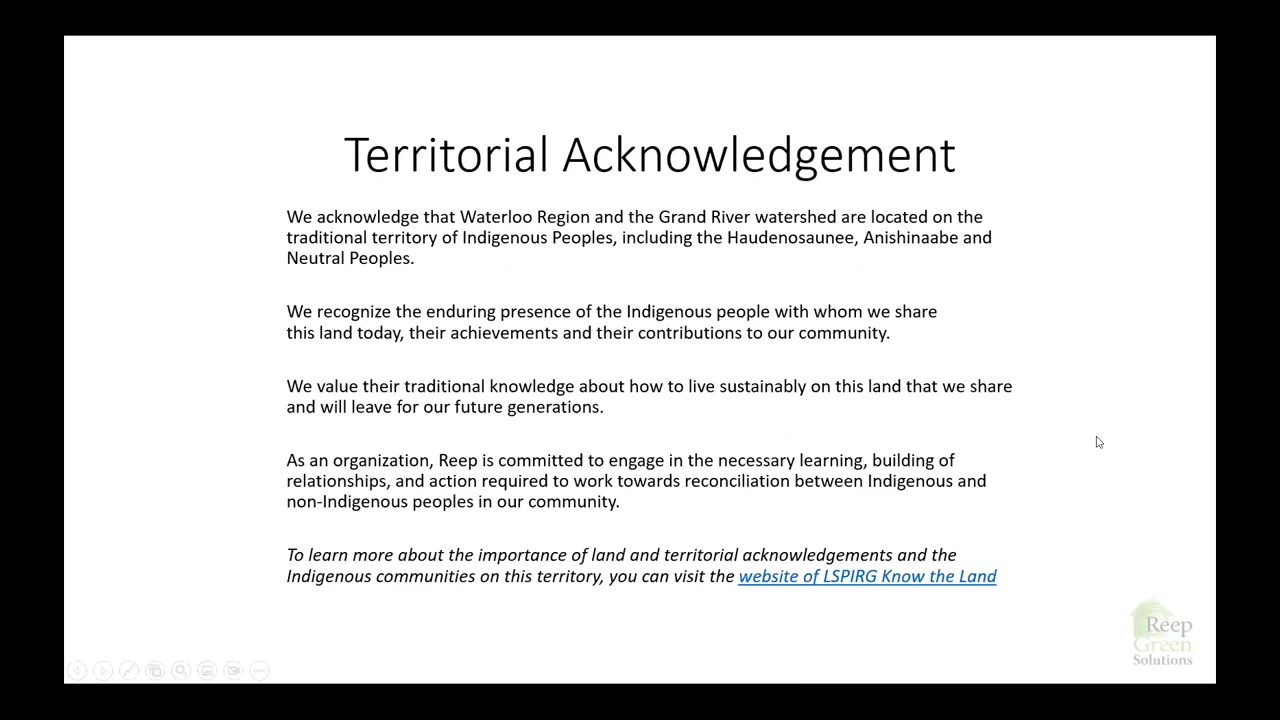 Territorial Acknowledgement
We acknowledge that Waterloo Region and the Grand River watershed are located on the
traditional territory of Indigenous Peoples, including the Haudenosaunee, Anishinaabe and
Neutral Peoples.
We recognize the enduring presence of the Indigenous people with whom we share
this land today, their achievements and their contributions to our community.
We value their traditional knowledge about how to live sustainably on this land that we share
and will leave for our future generations.
As an organization, Reep is committed to engage in the necessary learning, building of
relationships, and action required to work towards reconciliation between Indigenous and
non-Indigenous peoples in our community.
To learn more about the importance of land and territorial acknowledgements and the
Indigenous communities on this territory, you can visit the website of LSPIRG Know the Land
Reep
Green
Solutions